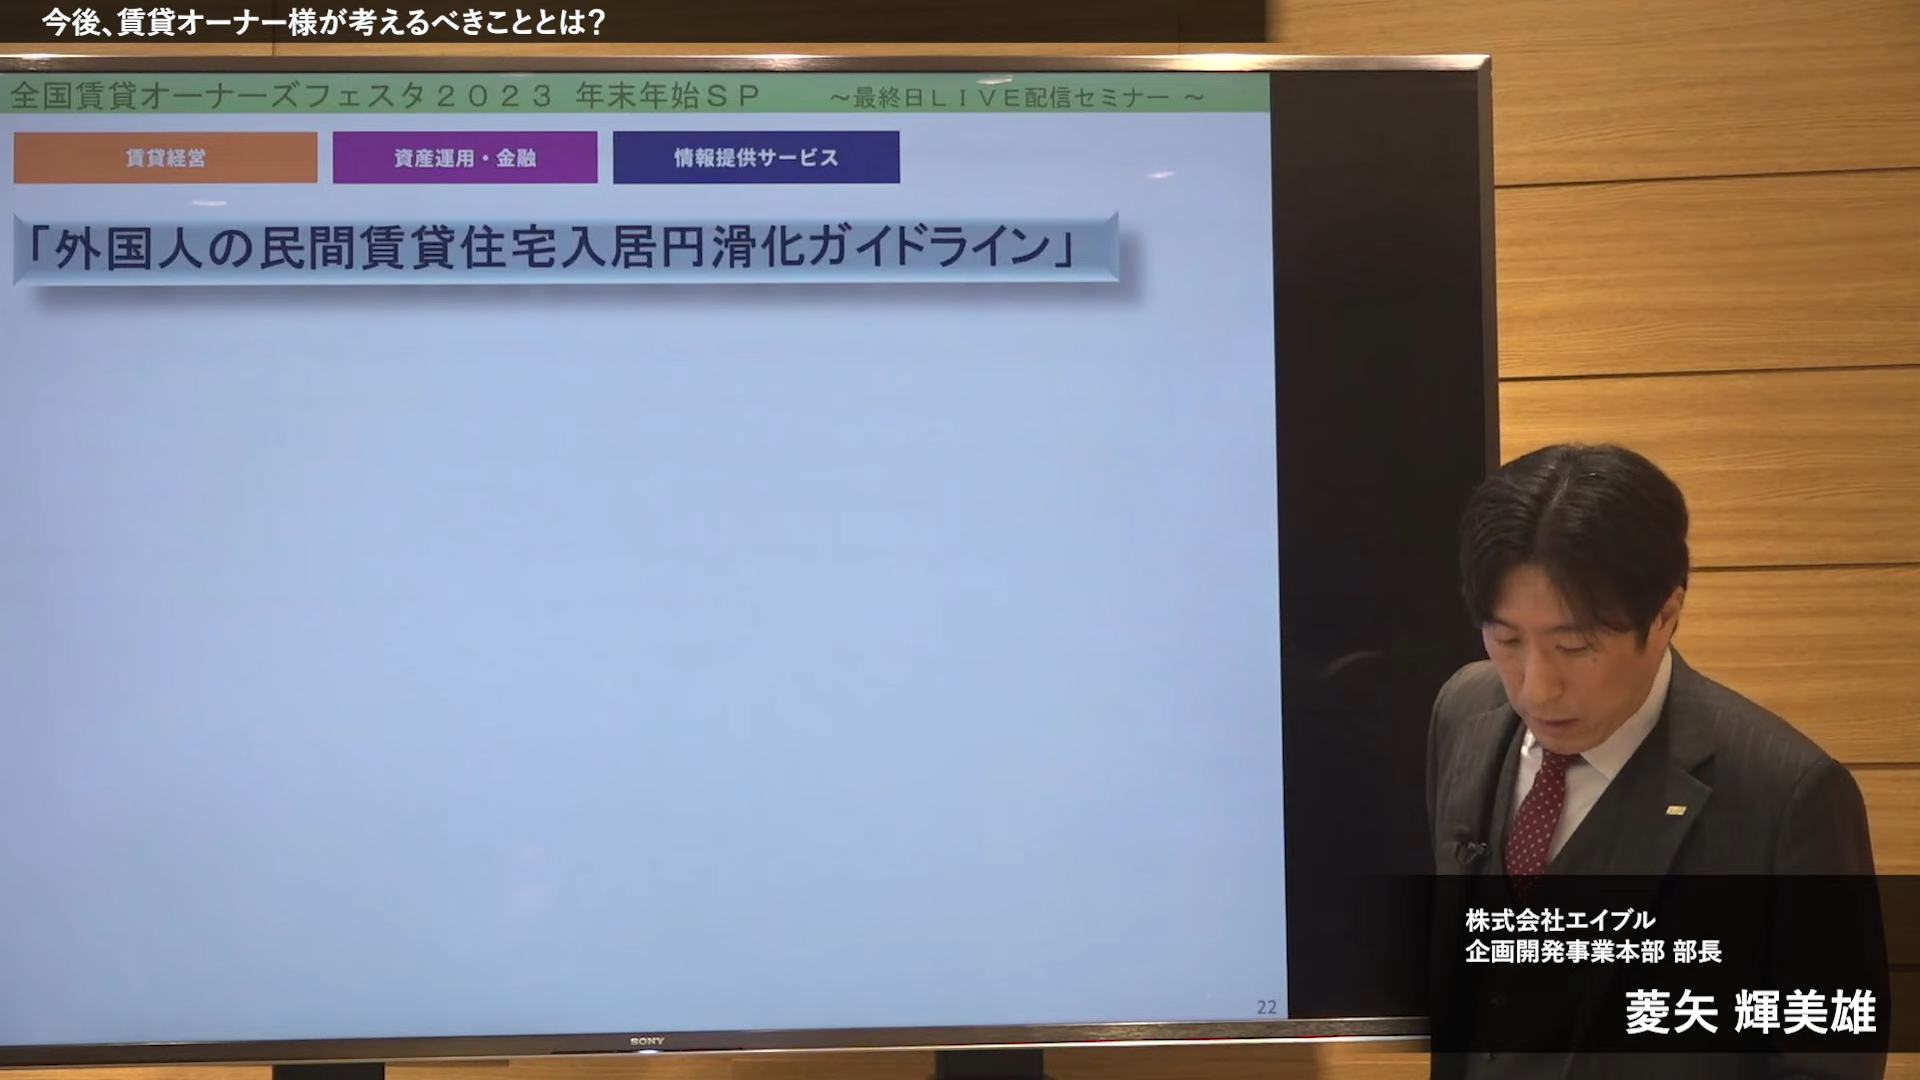 今後、賃貸オーナー様が考えるべきこととは？
全国賃貸オーナーズフェスタ２０２３ 年末年始ＳＰ ～最終日ＬＩＶＥ配信セミナー ～
賃貸経営 資産運用・金融 情報提供サービス
「外国人の民間賃貸住宅入居円滑化ガイドライン」
22
SONY
株式会社エイブル
企画開発事業本部 部長
菱矢 輝美雄